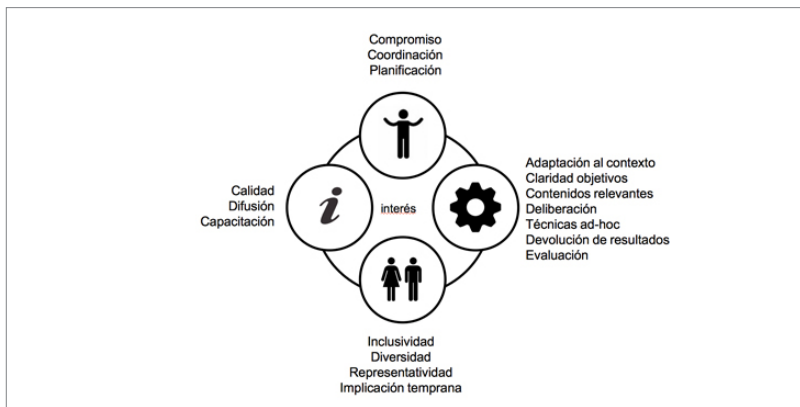 Compromiso
Coordinación
Planificación
Calidad
Difusión
Capacitación
i
interés
Adaptación al contexto
Claridad objetivos
Contenidos relevantes
Deliberación
Técnicas ad-hoc
Devolución de resultados
Evaluación
Inclusividad
Diversidad
Representatividad
Implicación temprana